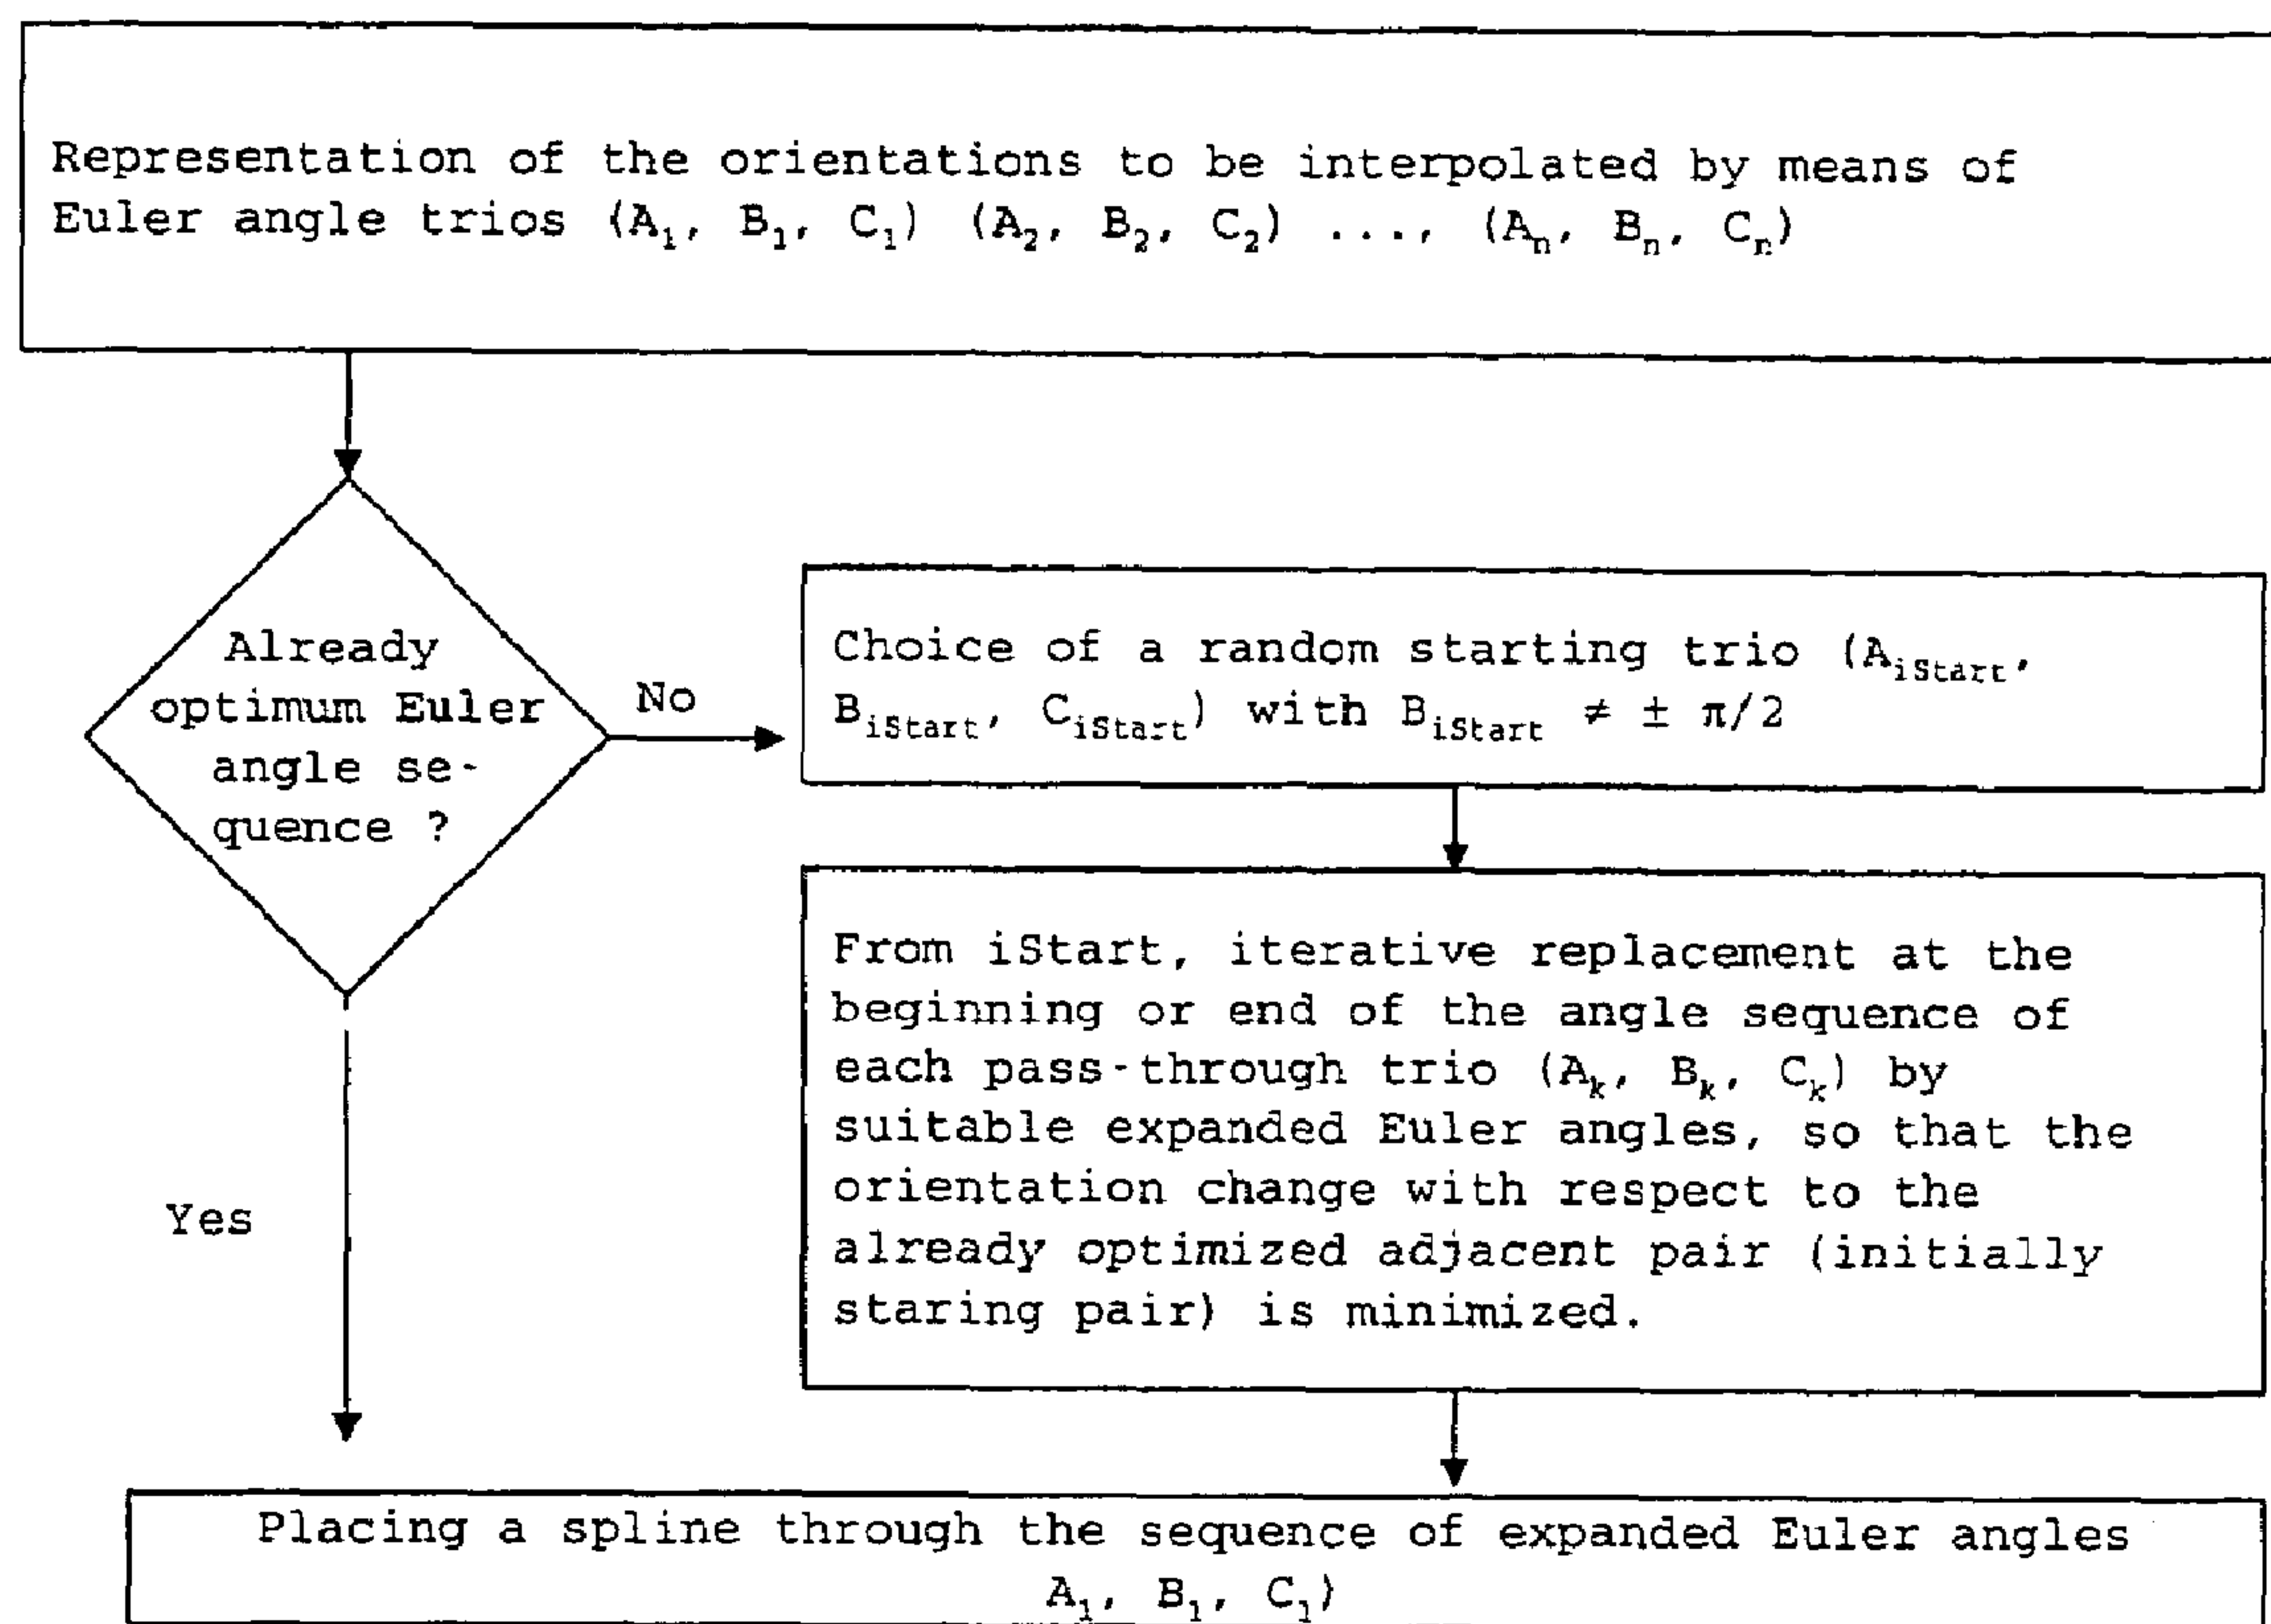 Representation of the orientations to be interpolated by means of
Euler angle trios (A₁, B₁, C₁) (A₂, B₂, C₂) ..., (Aₙ, Bₙ, Cₙ)
Already
optimum Euler
angle se-
quence ?
No
Choice of a random starting trio (A_iStart,
B_iStart, C_iStart) with B_iStart ≠ ± π/2
From iStart, iterative replacement at the
beginning or end of the angle sequence of
each pass-through trio (Aₖ, Bₖ, Cₖ) by
suitable expanded Euler angles, so that the
orientation change with respect to the
already optimized adjacent pair (initially
staring pair) is minimized.
Yes
Placing a spline through the sequence of expanded Euler angles
A₁, B₁, C₁)